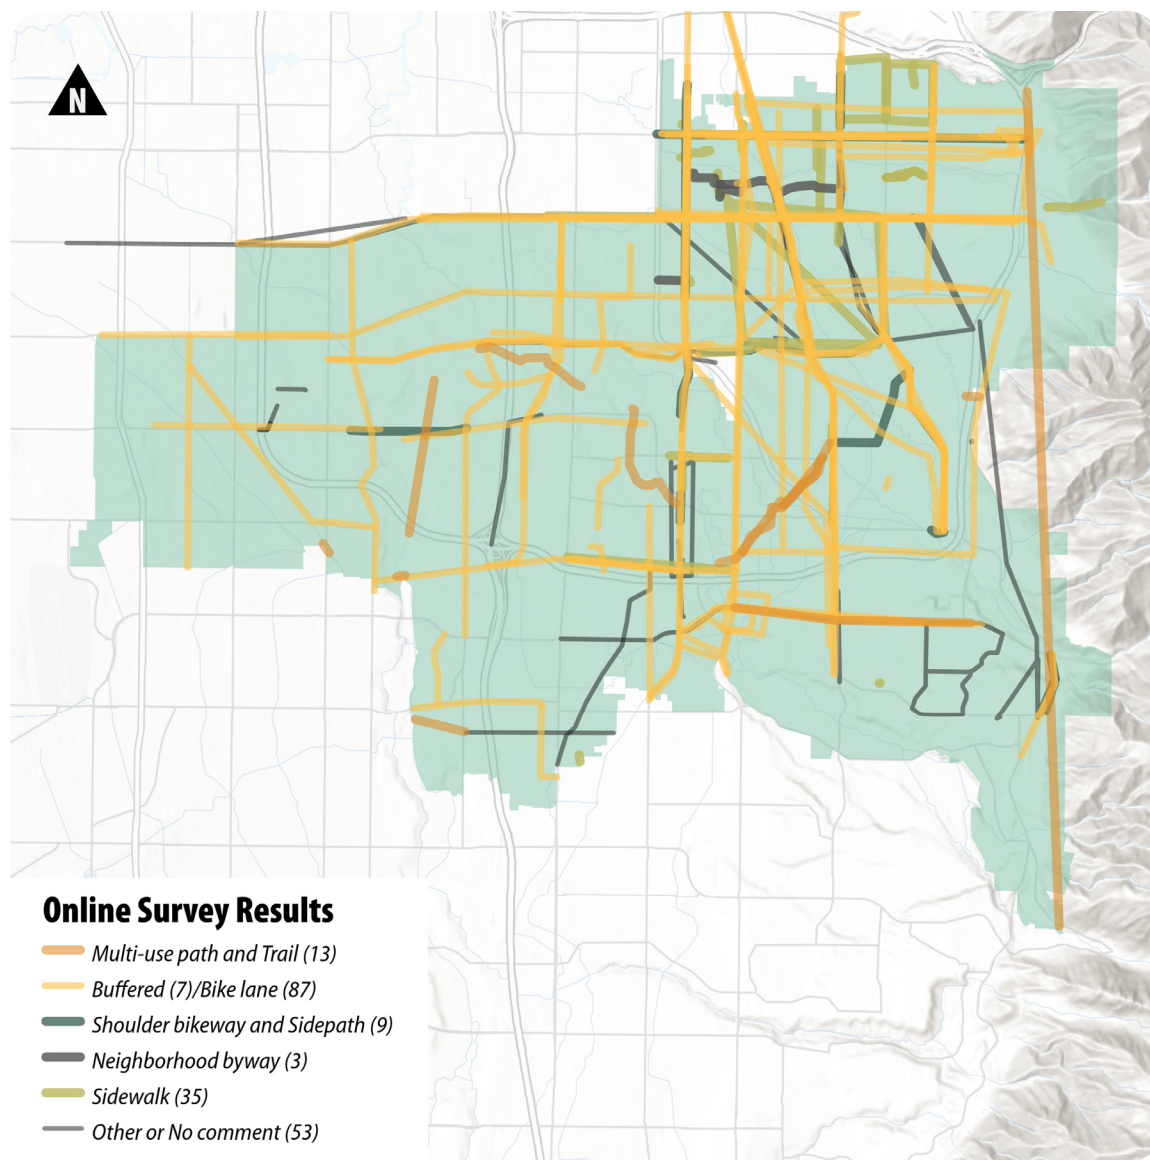 N
Online Survey Results
Multi-use path and Trail (13)
Buffered (7)/Bike lane (87)
Shoulder bikeway and Sidepath (9)
Neighborhood byway (3)
Sidewalk (35)
Other or No comment (53)